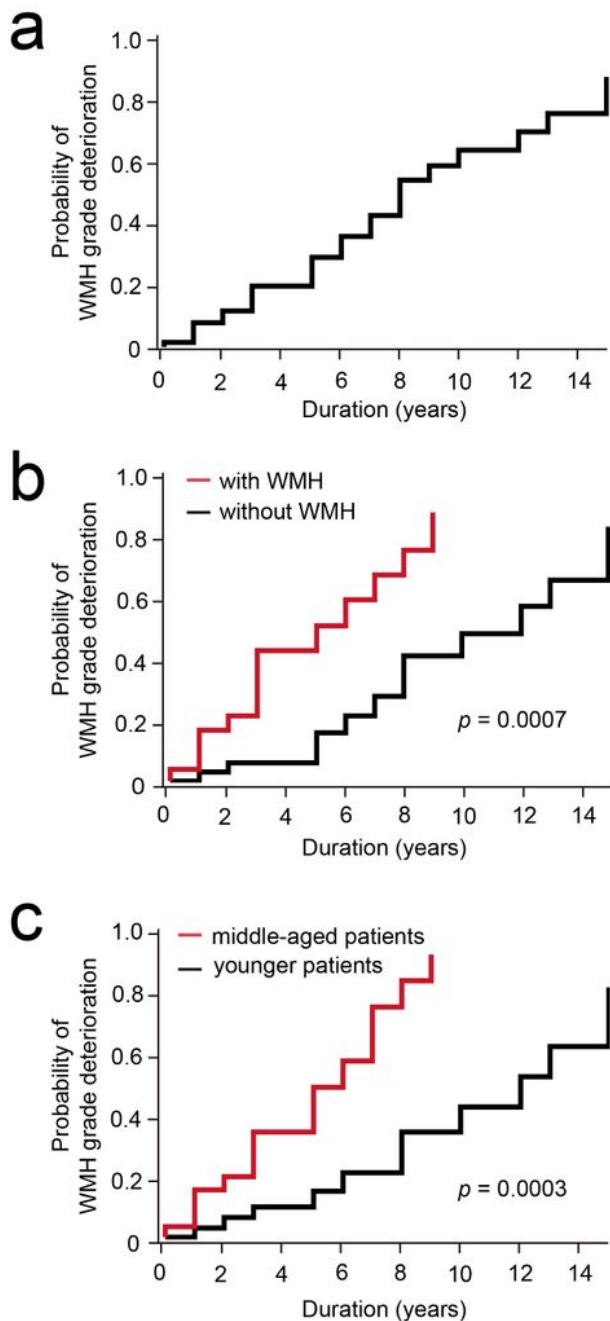 a
Probability of
WMH grade deterioration
1.0
0.8
0.6
0.4
0.2
0
0 2 4 6 8 10 12 14
Duration (years)
b
with WMH
without WMH
Probability of
WMH grade deterioration
1.0
0.8
0.6
0.4
0.2
0
p = 0.0007
0 2 4 6 8 10 12 14
Duration (years)
c
middle-aged patients
younger patients
Probability of
WMH grade deterioration
1.0
0.8
0.6
0.4
0.2
0
p = 0.0003
0 2 4 6 8 10 12 14
Duration (years)